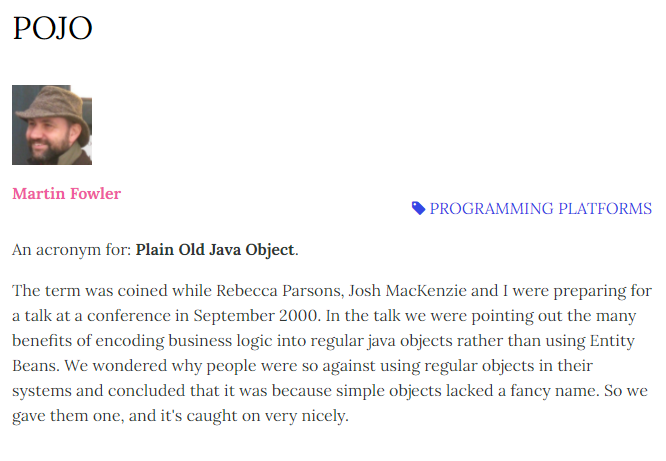 POJO
Martin Fowler
PROGRAMMING PLATFORMS
An acronym for: Plain Old Java Object.
The term was coined while Rebecca Parsons, Josh MacKenzie and I were preparing for
a talk at a conference in September 2000. In the talk we were pointing out the many
benefits of encoding business logic into regular java objects rather than using Entity
Beans. We wondered why people were so against using regular objects in their
systems and concluded that it was because simple objects lacked a fancy name. So we
gave them one, and it's caught on very nicely.